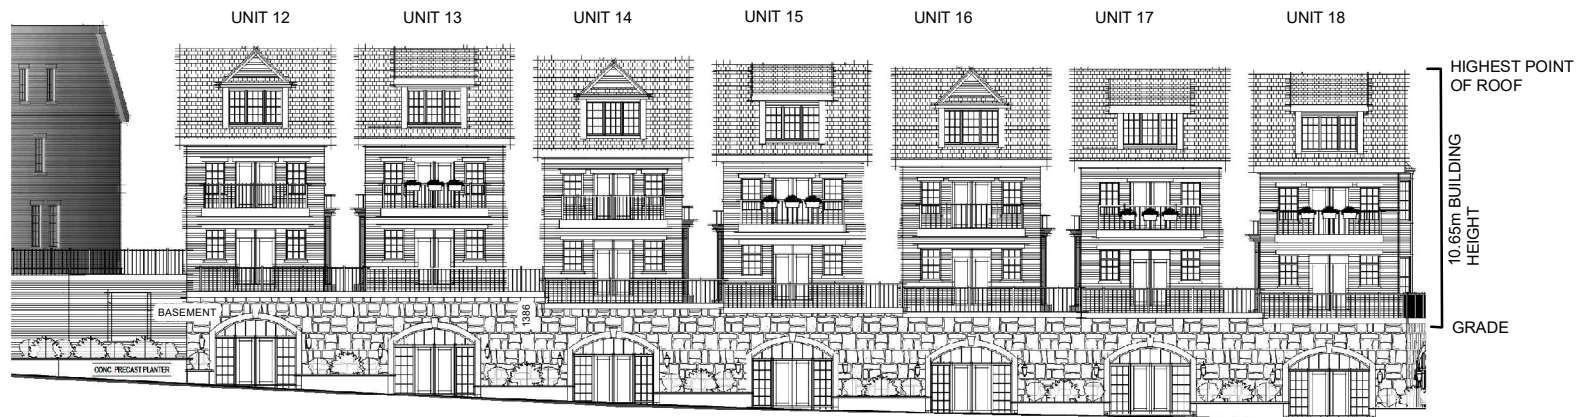 UNIT 12
UNIT 13
UNIT 14
UNIT 15
UNIT 16
UNIT 17
UNIT 18
HIGHEST POINT
OF ROOF
10.65m BUILDING
HEIGHT
BASEMENT
1386
GRADE
CONC. PRECAST PLANTER